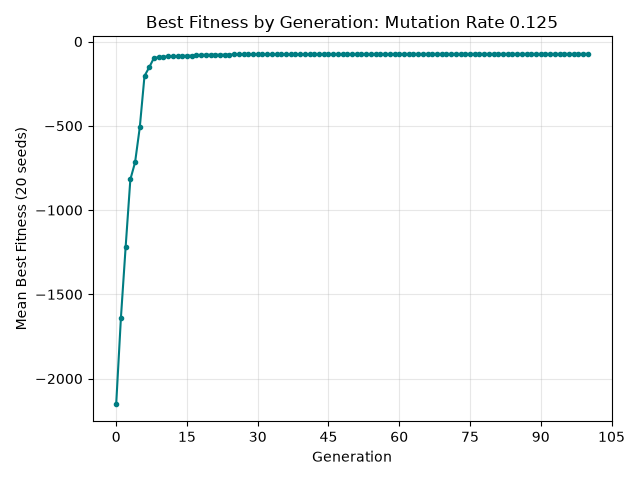 Best Fitness by Generation: Mutation Rate 0.125
Mean Best Fitness (20 seeds)
0
−500
−1000
−1500
−2000
0 15 30 45 60 75 90 105
Generation